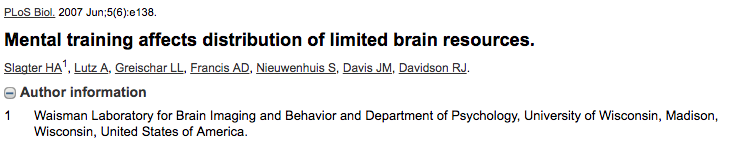 PLoS Biol. 2007 Jun;5(6):e138.
Mental training affects distribution of limited brain resources.
Slagter HA1, Lutz A, Greischar LL, Francis AD, Nieuwenhuis S, Davis JM, Davidson RJ.
Author information
1 Waisman Laboratory for Brain Imaging and Behavior and Department of Psychology, University of Wisconsin, Madison,
Wisconsin, United States of America.